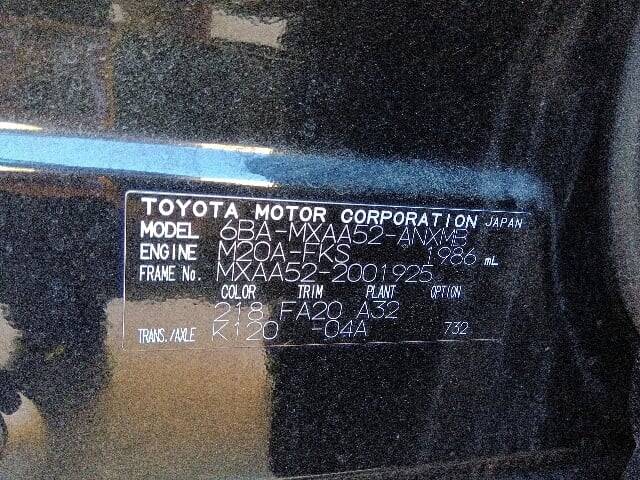 TOYOTA MOTOR CORPORATION JAPAN
MODEL 6BA-MXAA52-ANXMB
ENGINE M20A-FKS 1986 mL
FRAME No. MXAA52-2001925
COLOR TRIM PLANT OPTION
218 FA20 A32
TRANS./AXLE K120 -04A 732